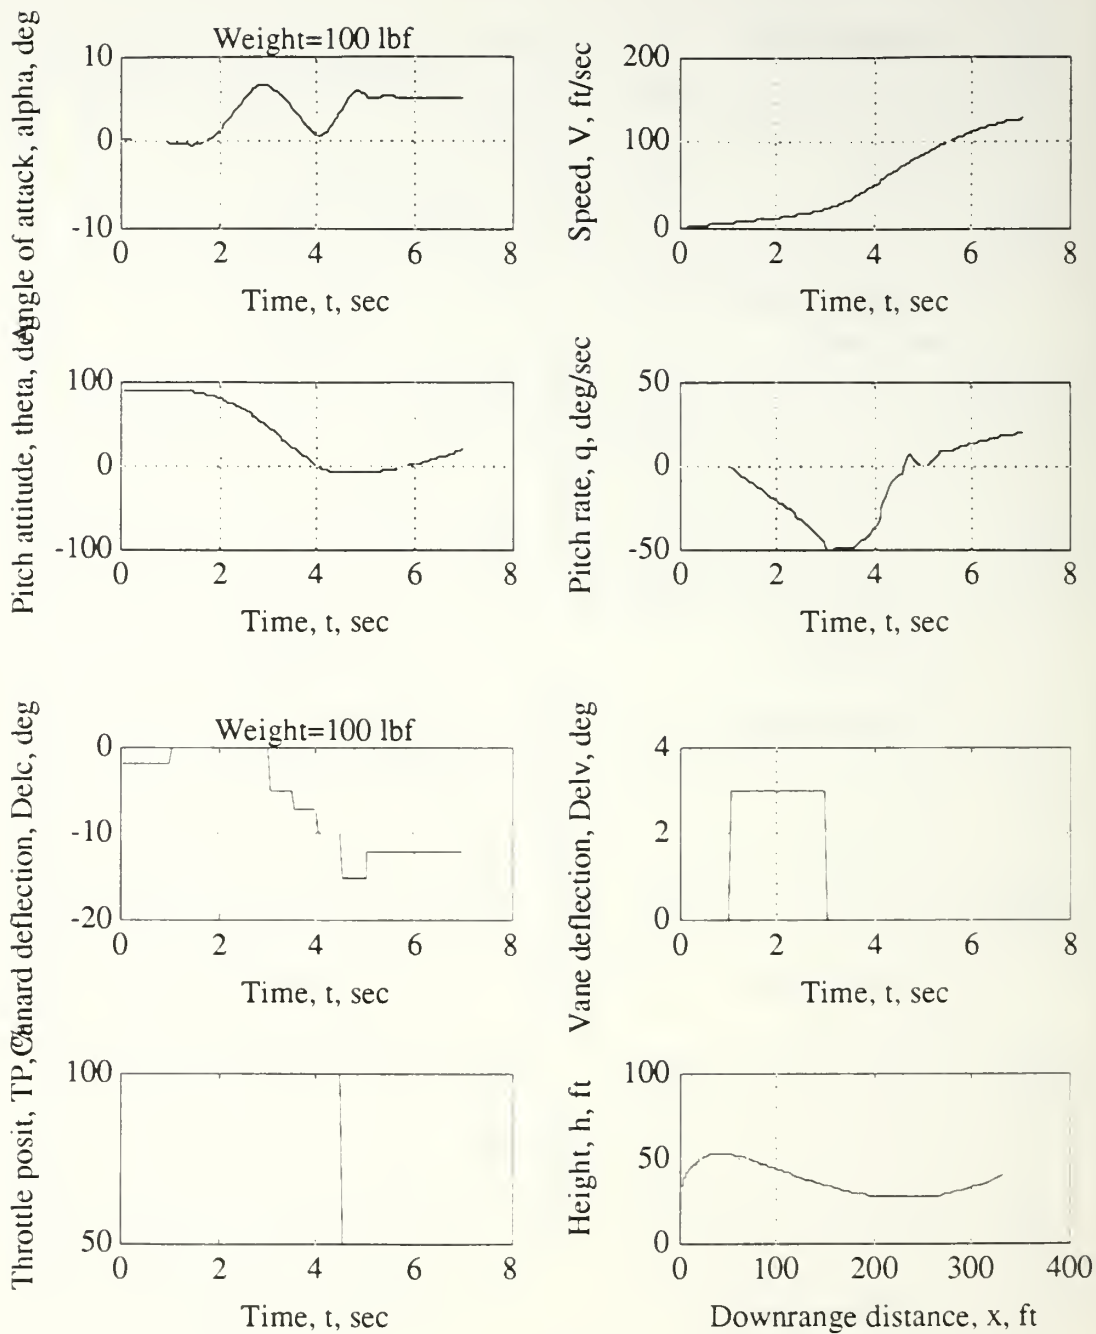 Weight=100 lbf
Angle of attack, alpha, deg
10
0
-10
0 2 4 6 8
Time, t, sec
Speed, V, ft/sec
200
100
0
0 2 4 6 8
Time, t, sec
Pitch attitude, theta, deg
100
0
-100
0 2 4 6 8
Time, t, sec
Pitch rate, q, deg/sec
50
0
-50
0 2 4 6 8
Time, t, sec
Weight=100 lbf
Canard deflection, Delc, deg
0
-10
-20
0 2 4 6 8
Time, t, sec
Vane deflection, Delv, deg
4
2
0
0 2 4 6 8
Time, t, sec
Throttle posit, TP, %
100
50
0 2 4 6 8
Time, t, sec
Height, h, ft
100
50
0
0 100 200 300 400
Downrange distance, x, ft